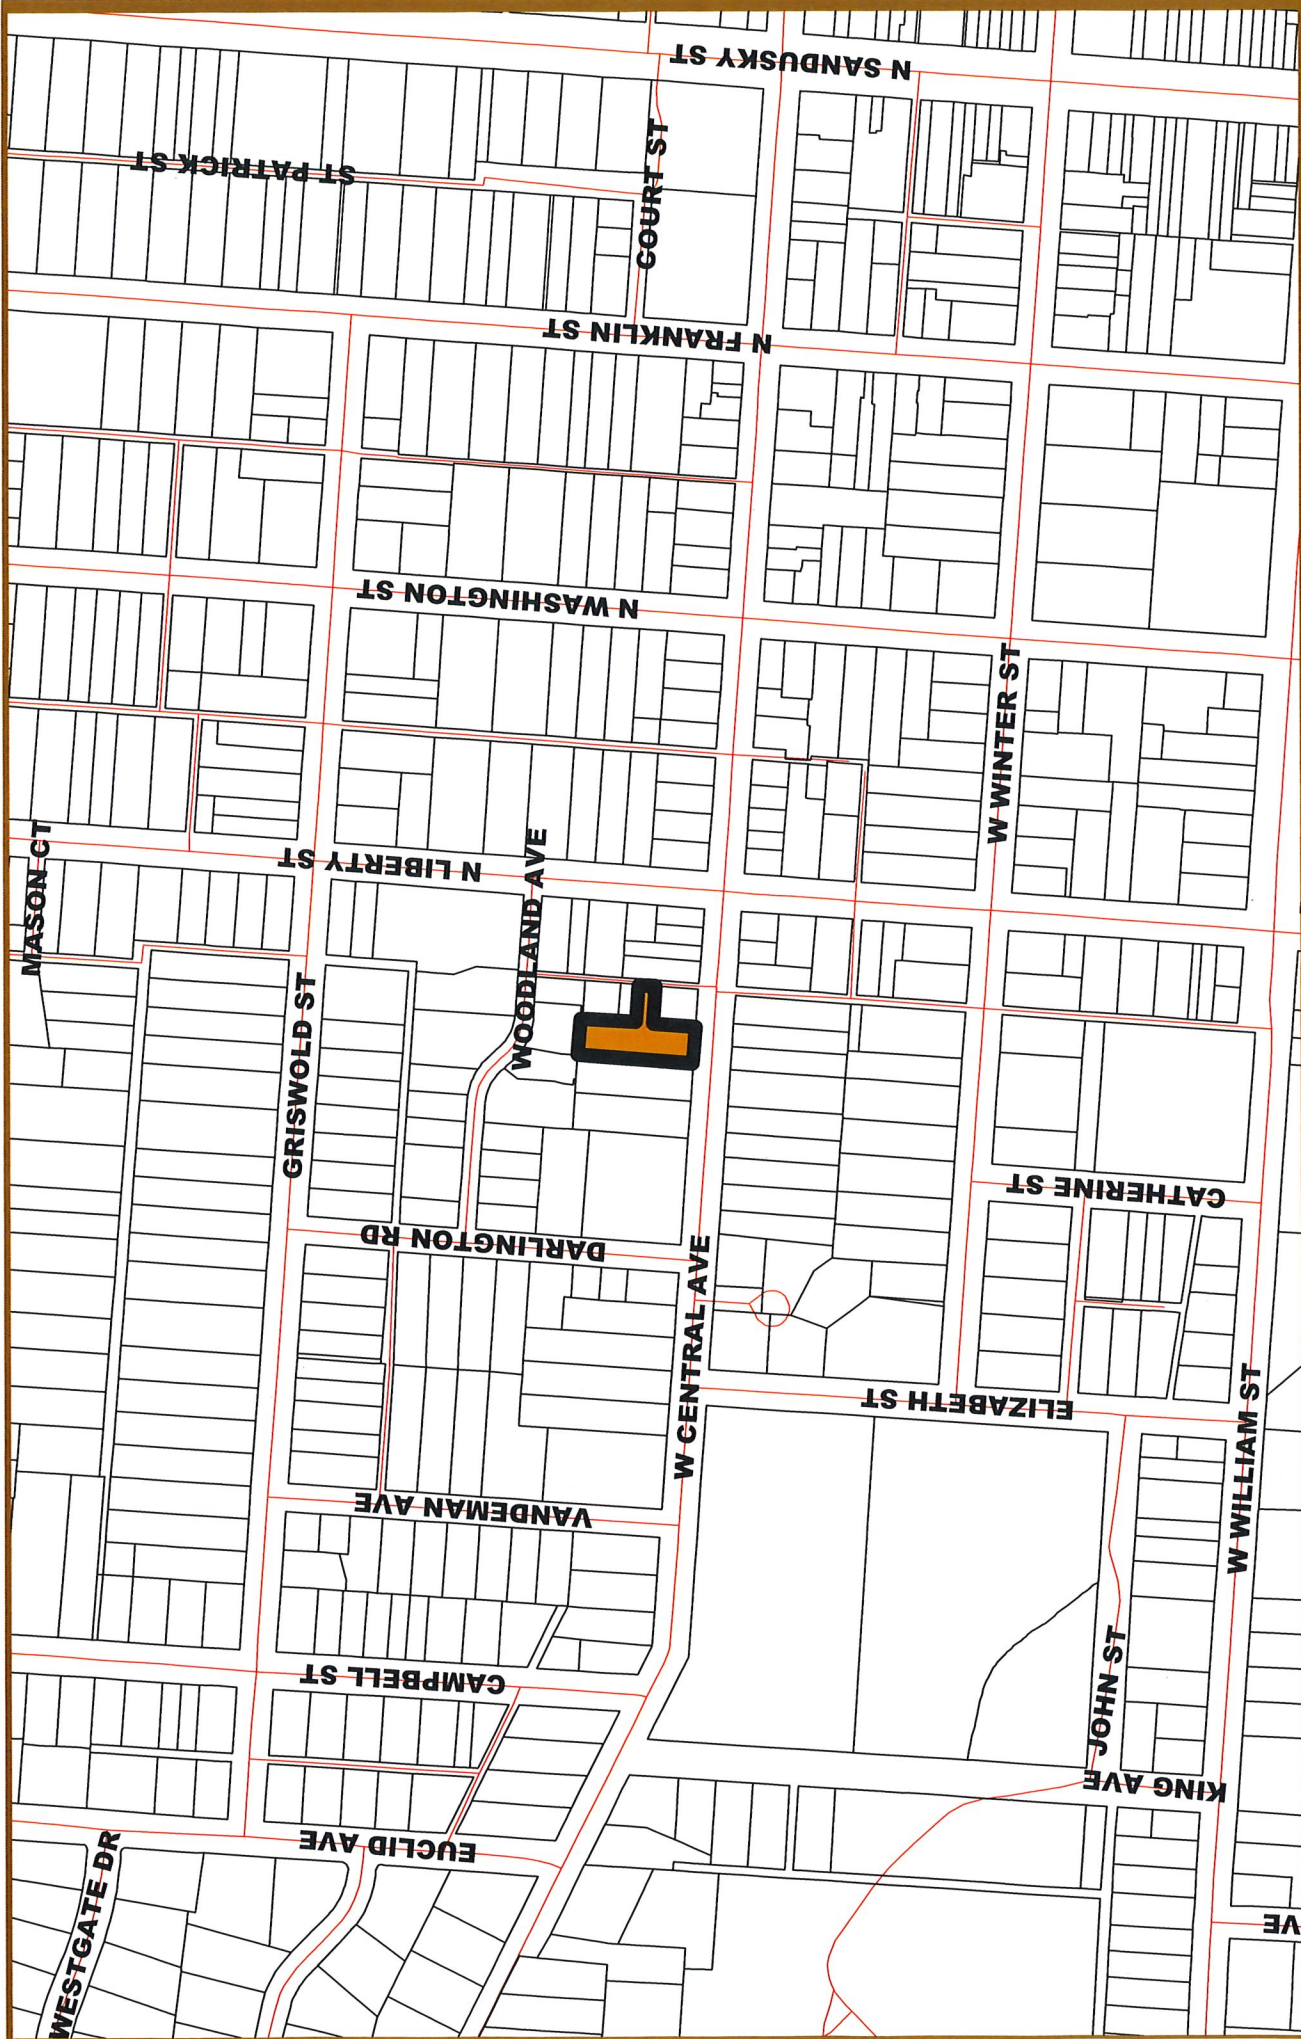 N SANDUSKY ST
COURT ST
ST PATRICK ST
N FRANKLIN ST
N WASHINGTON ST
W WINTER ST
MASON CT
N LIBERTY ST
WOODLAND AVE
GRISWOLD ST
CATHERINE ST
DARLINGTON RD
W CENTRAL AVE
ELIZABETH ST
W WILLIAM ST
VANDEMAN AVE
CAMPBELL ST
JOHN ST
KING AVE
EUCLID AVE
WESTGATE DR
VE